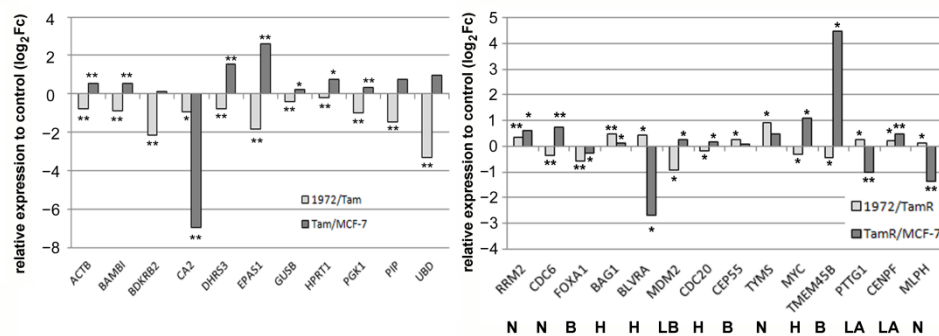 relative expression to control (log2Fc)
4
2
0
−2
−4
−6
−8
** ** ** ** ** * ** ** ** ** ** ** * ** * ** ** ** **
1972/Tam
Tam/MCF-7
ACTB BAMBI BDKRB2 CA2 DHRS3 EPAS1 GUSB HPRT1 PGK1 PIP UBD
relative expression to control (log2Fc)
5
4
3
2
1
0
−1
−2
−3
−4
** * ** ** ** * ** * * * * * * * * * * * * * * ** * ** * **
1972/TamR
TamR/MCF-7
RRM2 CDC6 FOXA1 BAG1 BLVRA MDM2 CDC20 CEP55 TYMS MYC TMEM45B PTTG1 CENPF MLPH
N N B H H LB H B N H B LA LA N